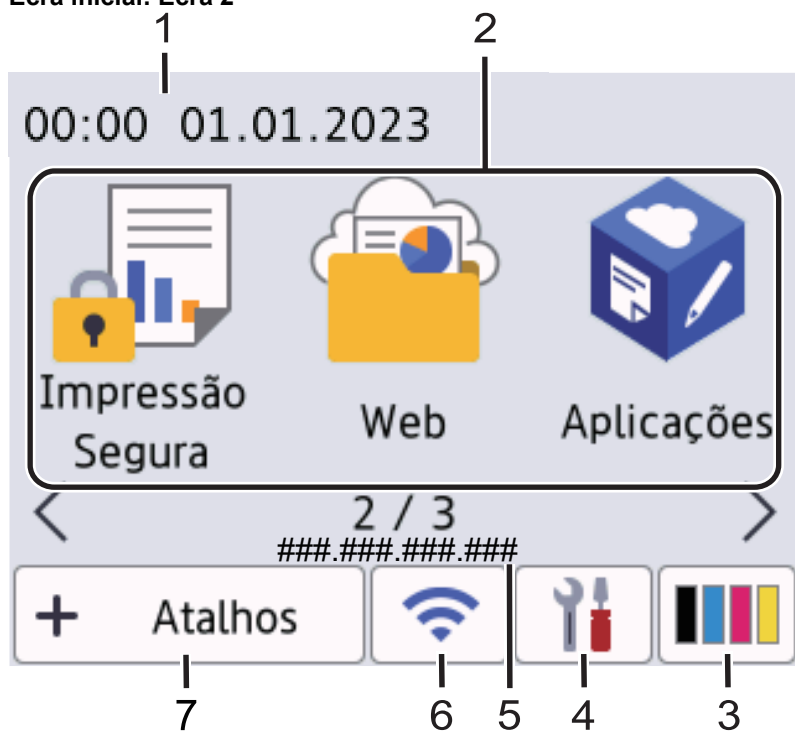 Ecrã Inicial: Ecrã 2
1 2
00:00 01.01.2023
Impressão
Segura
Web
Aplicações
2 / 3
###.###.###.###
+ Atalhos
7 6 5 4 3